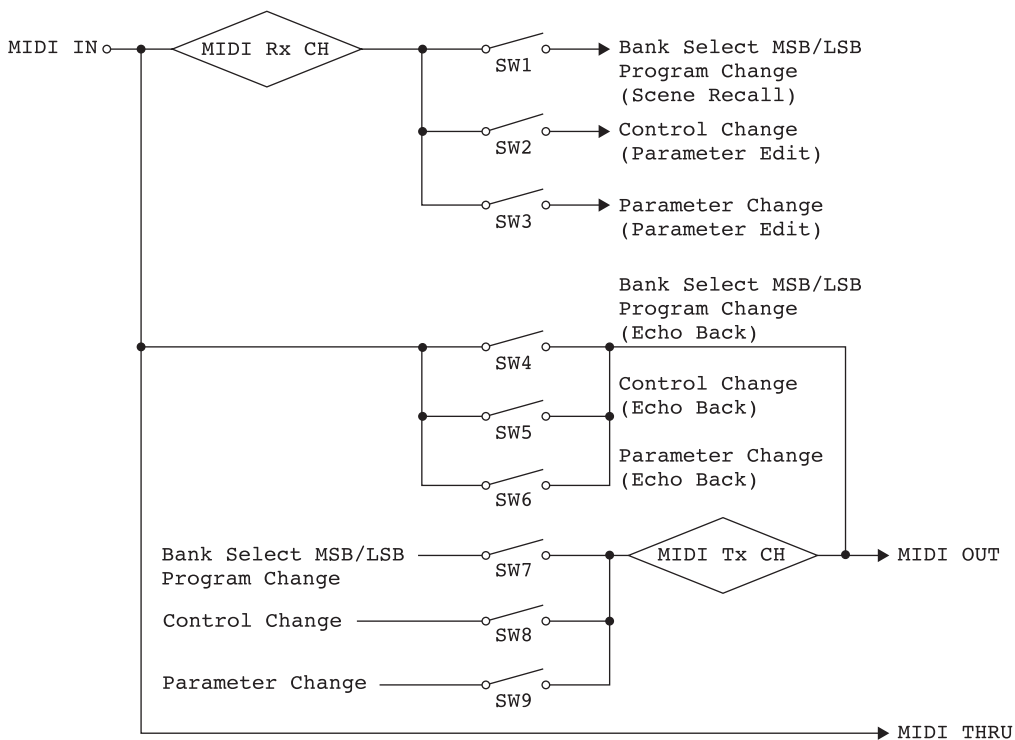 MIDI IN
MIDI Rx CH
SW1
Bank Select MSB/LSB
Program Change
(Scene Recall)
SW2
Control Change
(Parameter Edit)
SW3
Parameter Change
(Parameter Edit)
Bank Select MSB/LSB
Program Change
(Echo Back)
SW4
Control Change
(Echo Back)
SW5
Parameter Change
(Echo Back)
SW6
Bank Select MSB/LSB
Program Change
SW7
MIDI Tx CH
MIDI OUT
Control Change
SW8
Parameter Change
SW9
MIDI THRU